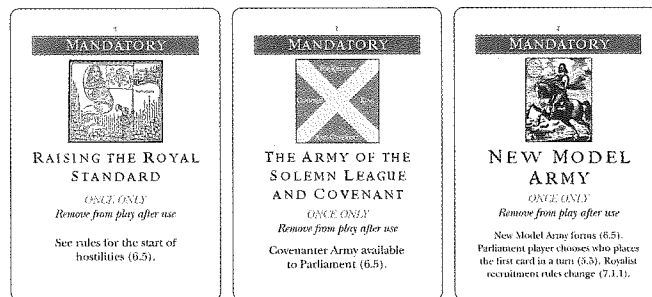 MANDATORY
RAISING THE ROYAL
STANDARD
ONCE ONLY
Remove from play after use
See rules for the start of
hostilities (6.5).
MANDATORY
THE ARMY OF THE
SOLEMN LEAGUE
AND COVENANT
ONCE ONLY
Remove from play after use
Covenanter Army available
to Parliament (6.5).
MANDATORY
NEW MODEL
ARMY
ONCE ONLY
Remove from play after use
New Model Army forms (6.5).
Parliament player chooses who places
the first card in a turn (5.3). Royalist
recruitment rules change (7.1.1).